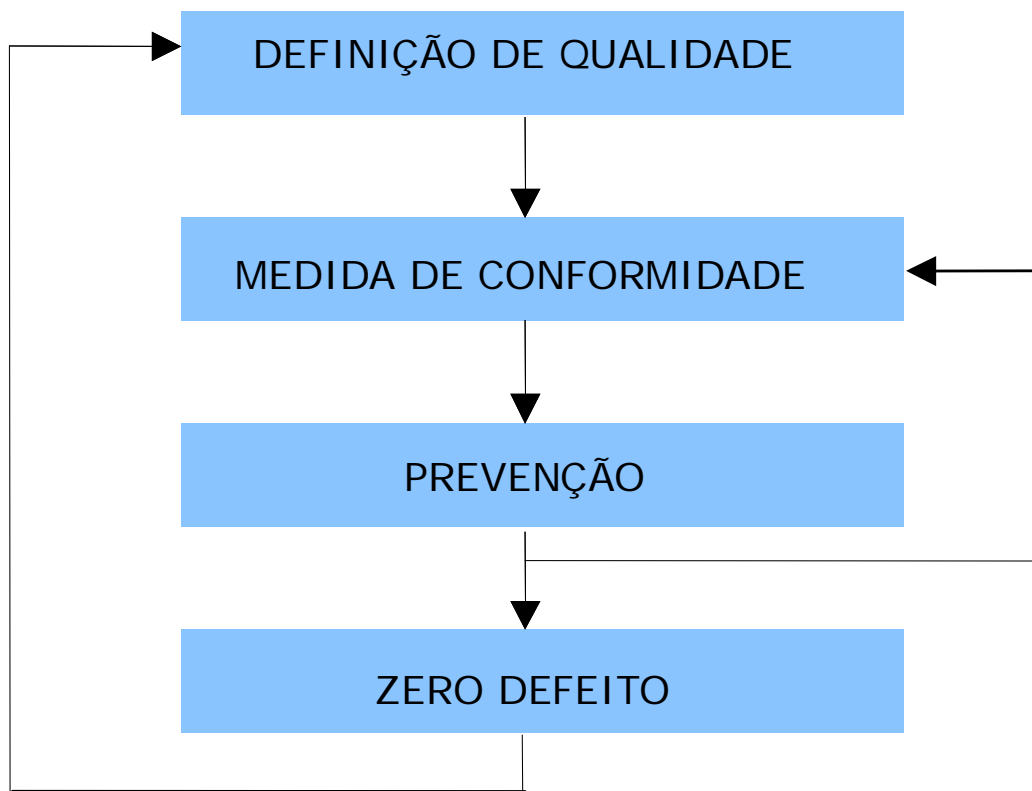 DEFINIÇÃO DE QUALIDADE
MEDIDA DE CONFORMIDADE
PREVENÇÃO
ZERO DEFEITO